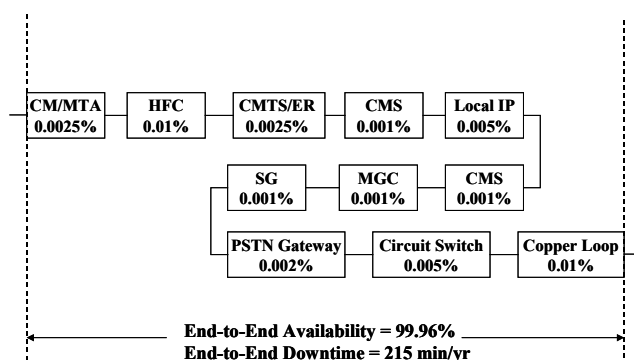 CM/MTA
0.0025%
HFC
0.01%
CMTS/ER
0.0025%
CMS
0.001%
Local IP
0.005%
SG
0.001%
MGC
0.001%
CMS
0.001%
PSTN Gateway
0.002%
Circuit Switch
0.005%
Copper Loop
0.01%
End-to-End Availability = 99.96%
End-to-End Downtime = 215 min/yr